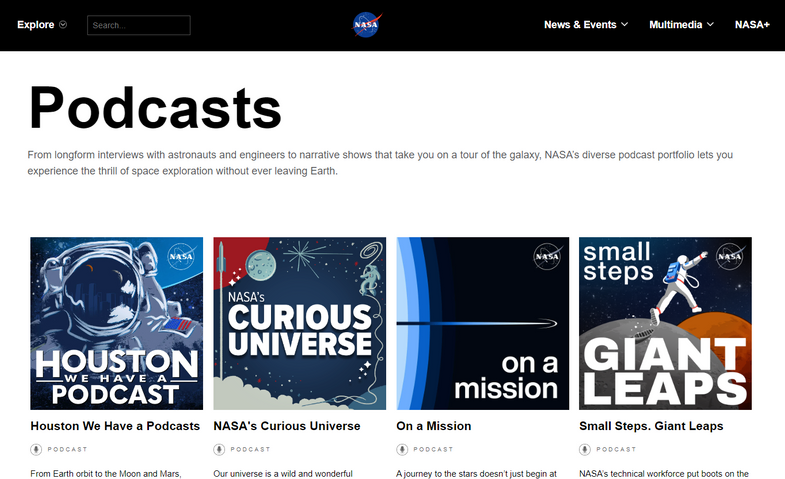 Explore
Search...
NASA
News & Events
Multimedia
NASA+
Podcasts
From longform interviews with astronauts and engineers to narrative shows that take you on a tour of the galaxy, NASA's diverse podcast portfolio lets you
experience the thrill of space exploration without ever leaving Earth.
NASA
HOUSTON
WE HAVE A
PODCAST
NASA's
CURIOUS
UNIVERSE
NASA
on a
mission
small
steps
NASA
GIANT
LEAPS
Houston We Have a Podcasts
NASA's Curious Universe
On a Mission
Small Steps. Giant Leaps
PODCAST
PODCAST
PODCAST
PODCAST
From Earth orbit to the Moon and Mars,
Our universe is a wild and wonderful
A journey to the stars doesn't just begin at
NASA's technical workforce put boots on the